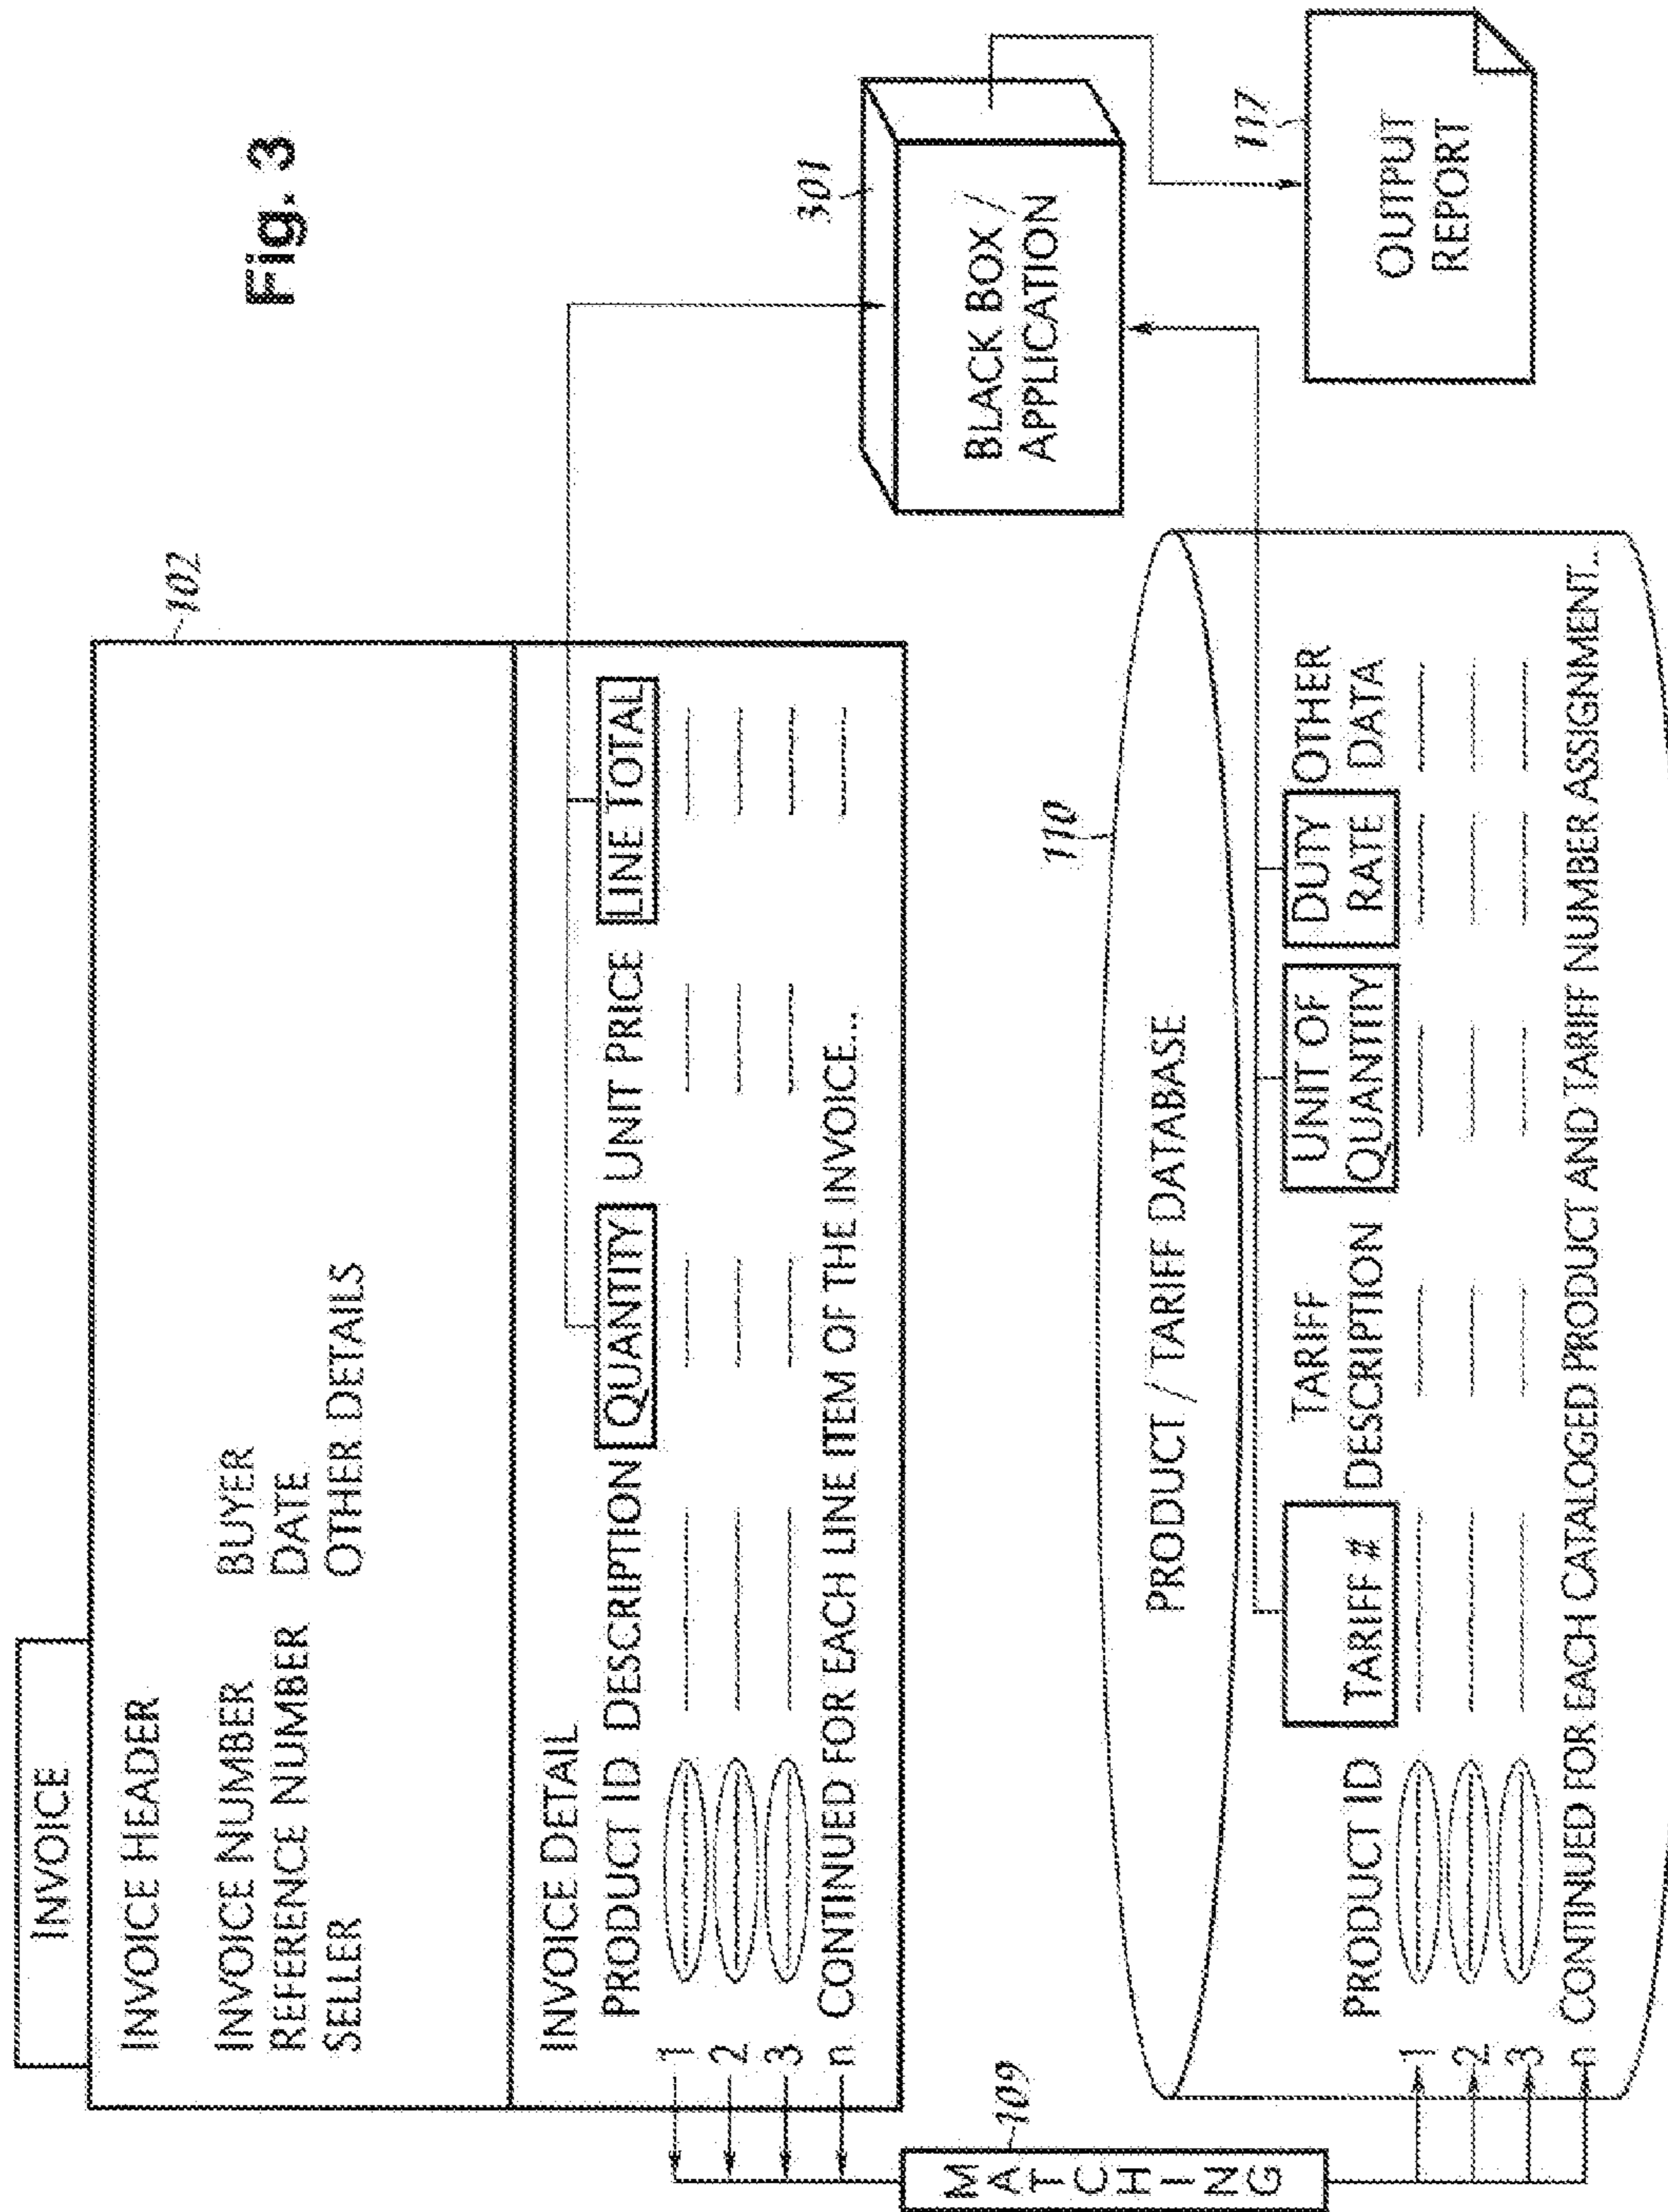 Fig. 3
INVOICE
102
INVOICE HEADER
INVOICE NUMBER BUYER
REFERENCE NUMBER DATE
SELLER OTHER DETAILS
INVOICE DETAIL
PRODUCT ID DESCRIPTION QUANTITY UNIT PRICE LINE TOTAL
1
2
3
n CONTINUED FOR EACH LINE ITEM OF THE INVOICE...
MATCHING
109
301
BLACK BOX /
APPLICATION
110
PRODUCT / TARIFF DATABASE
TARIFF UNIT OF DUTY OTHER
PRODUCT ID TARIFF # DESCRIPTION QUANTITY RATE DATA
1
2
3
n CONTINUED FOR EACH CATALOGED PRODUCT AND TARIFF NUMBER ASSIGNMENT...
117
OUTPUT
REPORT